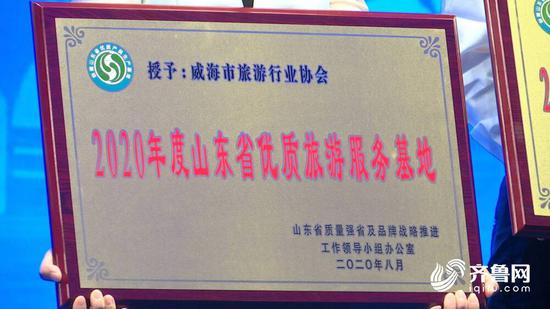 授予：威海市旅游行业协会
2020年度山东省优质旅游服务基地
山东省质量强省及品牌战略推进
工作领导小组办公室
二〇二〇年八月
齐鲁网
iqilu.com